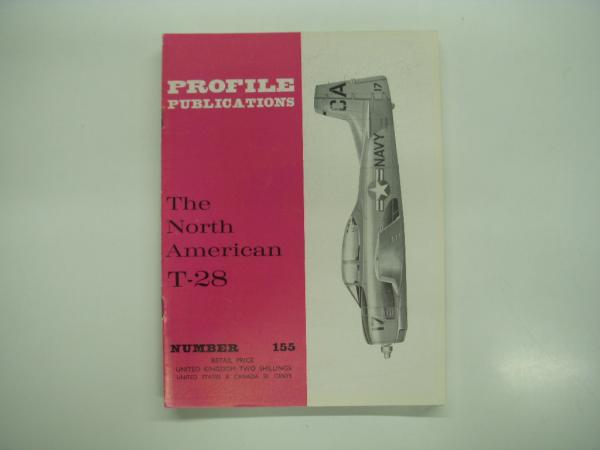 PROFILE
PUBLICATIONS
The
North
American
T-28
NUMBER 155
RETAIL PRICE
UNITED KINGDOM TWO SHILLINGS
UNITED STATES & CANADA CENTS
CA
17
NAVY
17